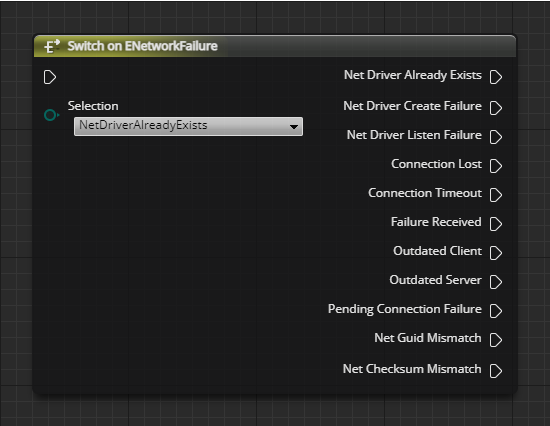 Switch on ENetworkFailure
Net Driver Already Exists
Selection
NetDriverAlreadyExists
Net Driver Create Failure
Net Driver Listen Failure
Connection Lost
Connection Timeout
Failure Received
Outdated Client
Outdated Server
Pending Connection Failure
Net Guid Mismatch
Net Checksum Mismatch